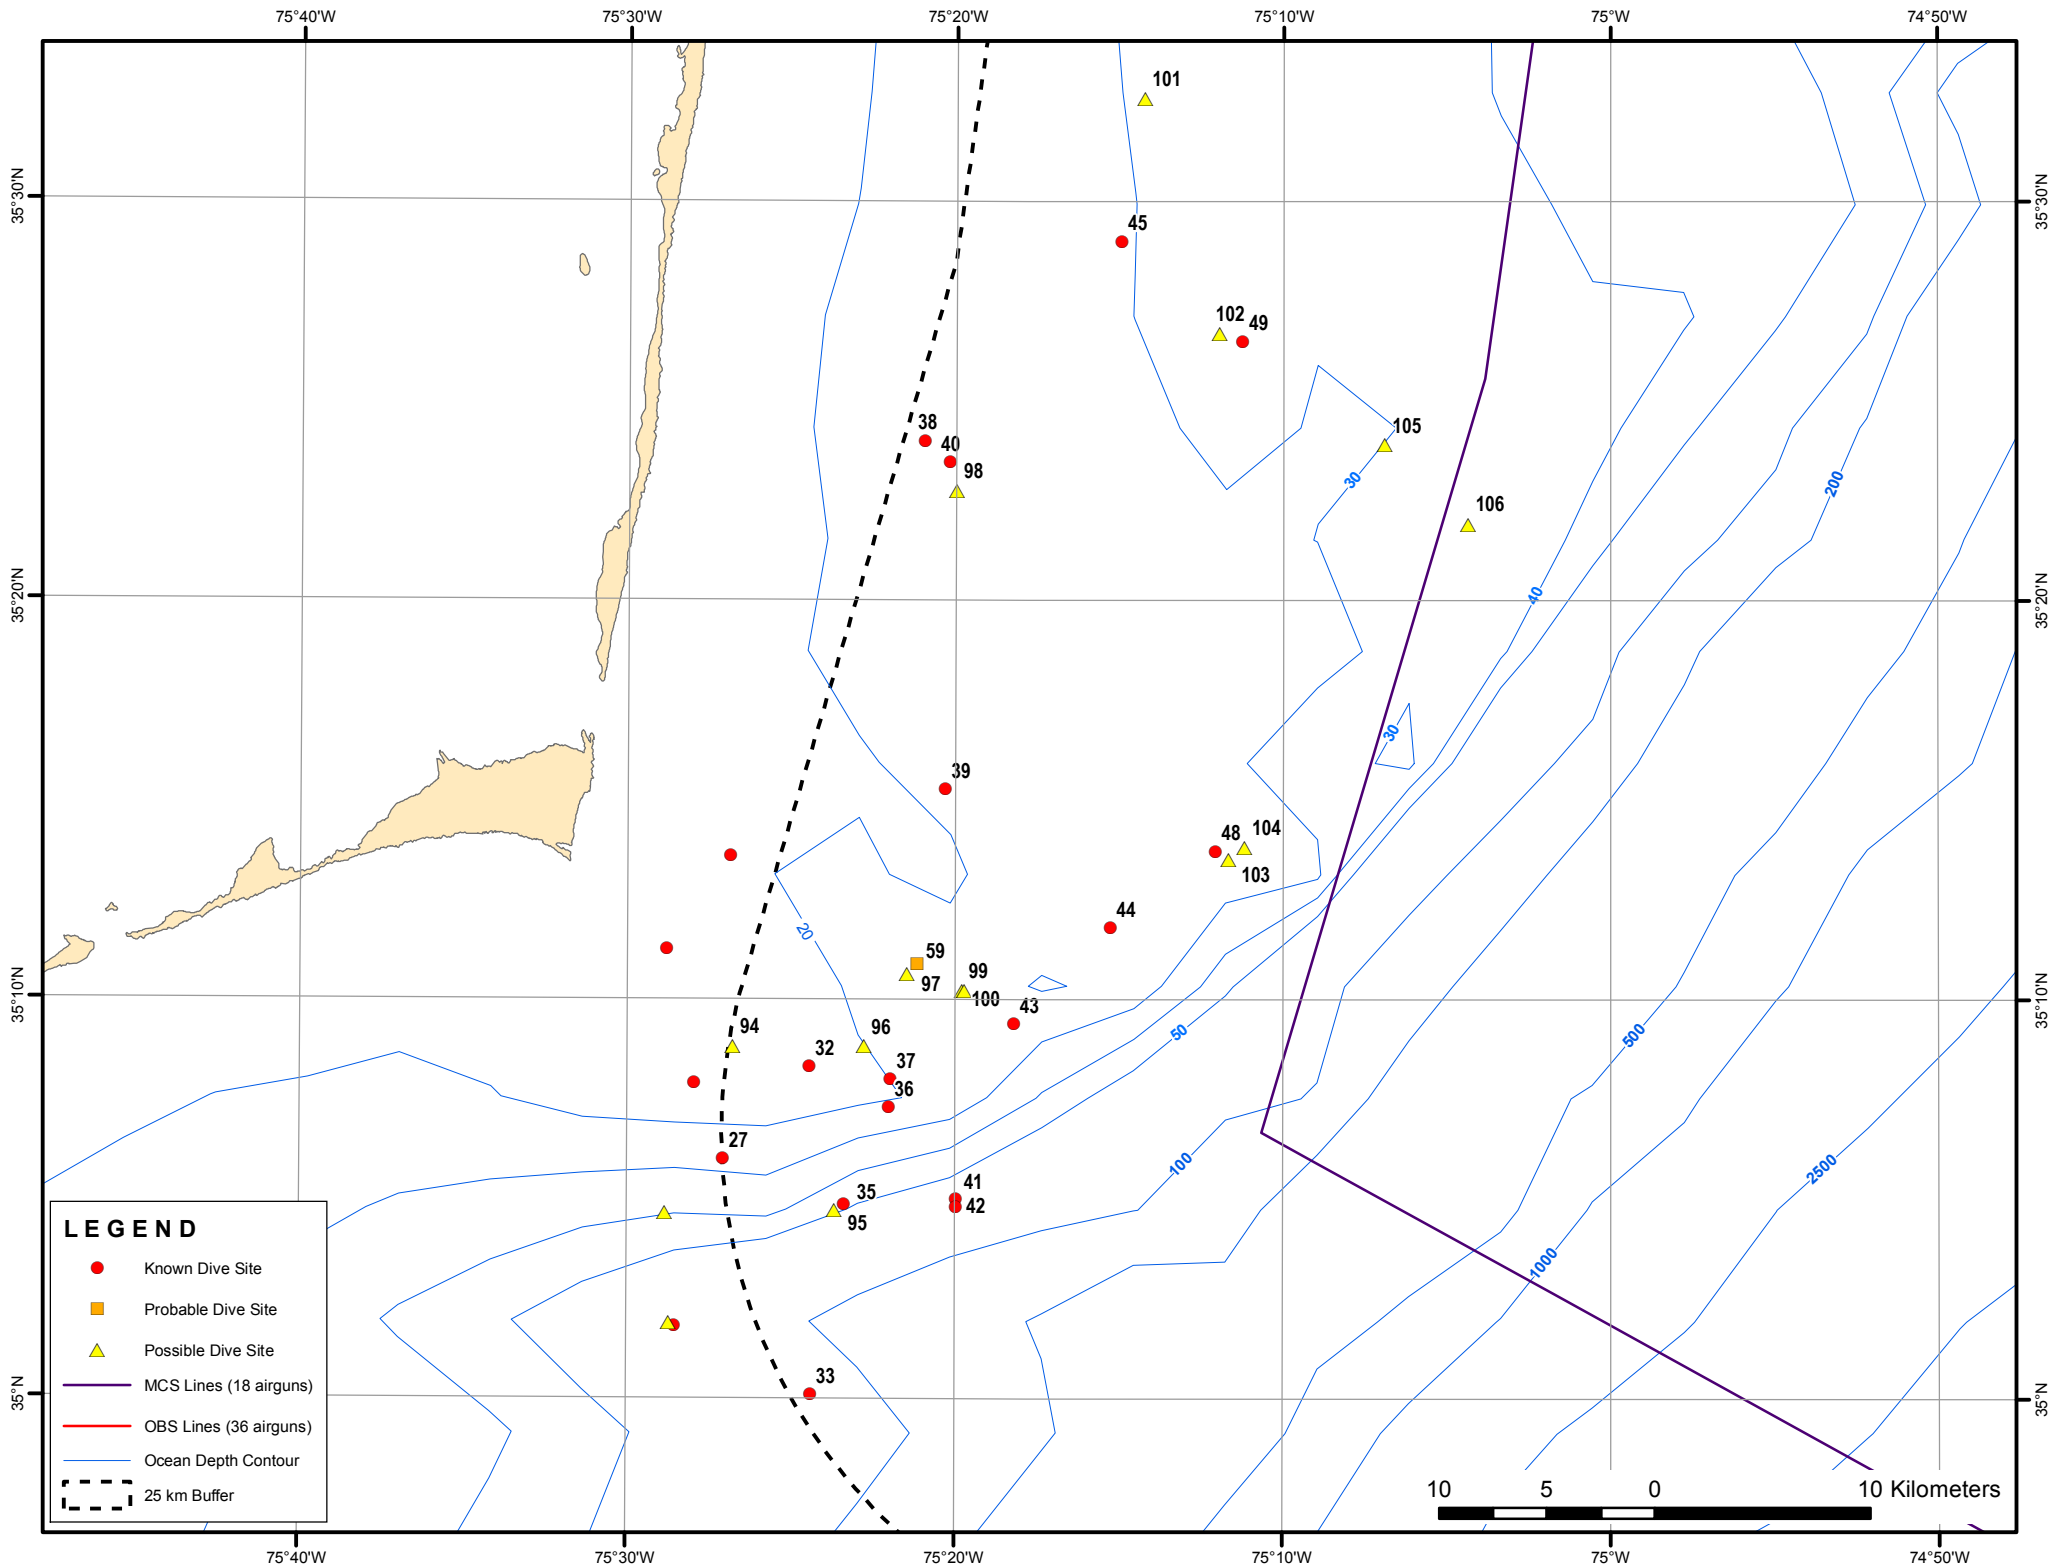 75°40'W 75°30'W 75°20'W 75°10'W 75°W 74°50'W
101
35°30'N 35°30'N
45
102 49
38
40
98
105
30
200
106
40
35°20'N 35°20'N
30
39
48 104
103
44
20
59
97
99
100
35°10'N 35°10'N
43
94
96
32
37
36
50
500
27
100
2500
41
42
35
95
1000
33
35°N 35°N
LEGEND
Known Dive Site
Probable Dive Site
Possible Dive Site
MCS Lines (18 airguns)
OBS Lines (36 airguns)
Ocean Depth Contour
25 km Buffer
10 5 0 10 Kilometers
75°40'W 75°30'W 75°20'W 75°10'W 75°W 74°50'W